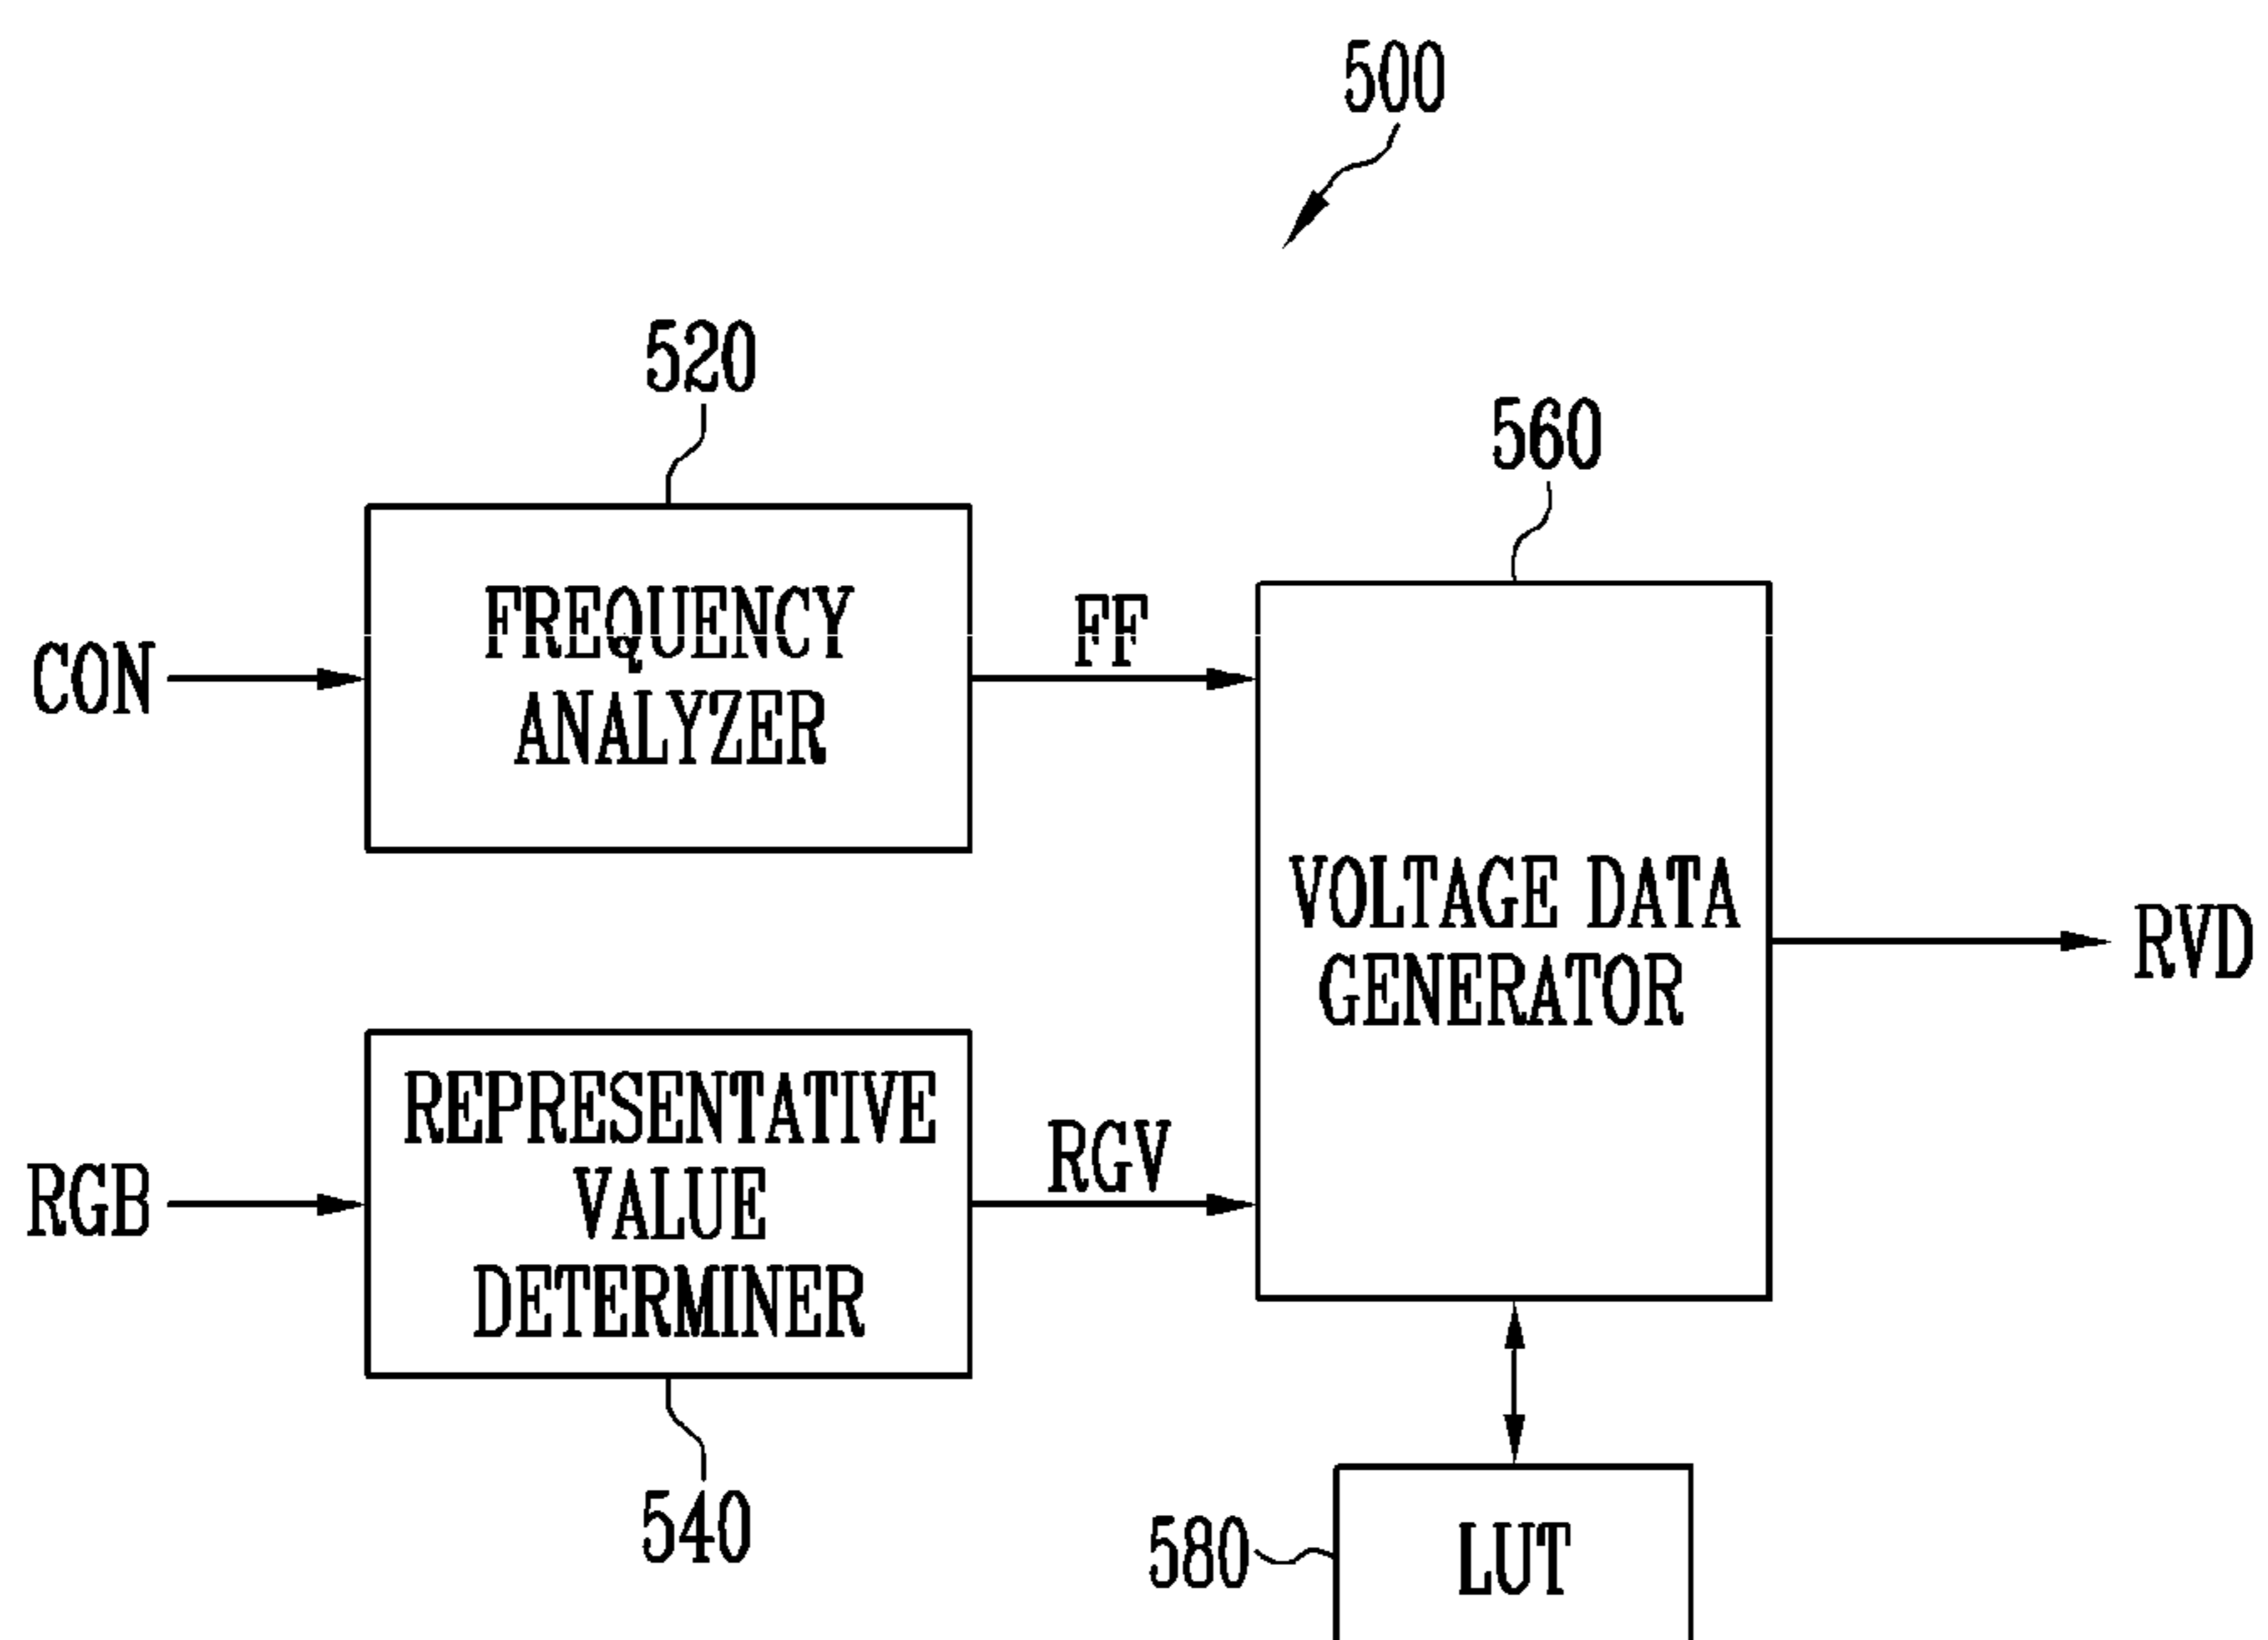 500
520
560
CON
FREQUENCY
ANALYZER
FF
VOLTAGE DATA
GENERATOR
RVD
RGB
REPRESENTATIVE
VALUE
DETERMINER
RGV
540
580
LUT